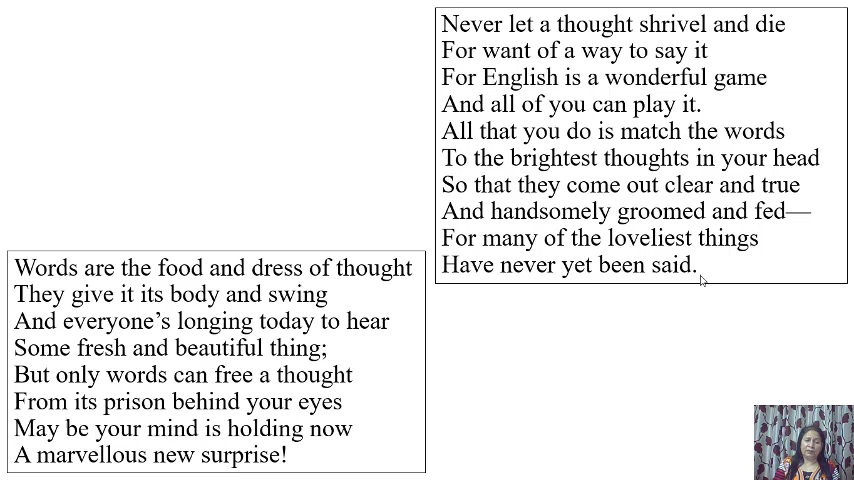 Never let a thought shrivel and die
For want of a way to say it
For English is a wonderful game
And all of you can play it.
All that you do is match the words
To the brightest thoughts in your head
So that they come out clear and true
And handsomely groomed and fed—
For many of the loveliest things
Have never yet been said.
Words are the food and dress of thought
They give it its body and swing
And everyone’s longing today to hear
Some fresh and beautiful thing;
But only words can free a thought
From its prison behind your eyes
May be your mind is holding now
A marvellous new surprise!